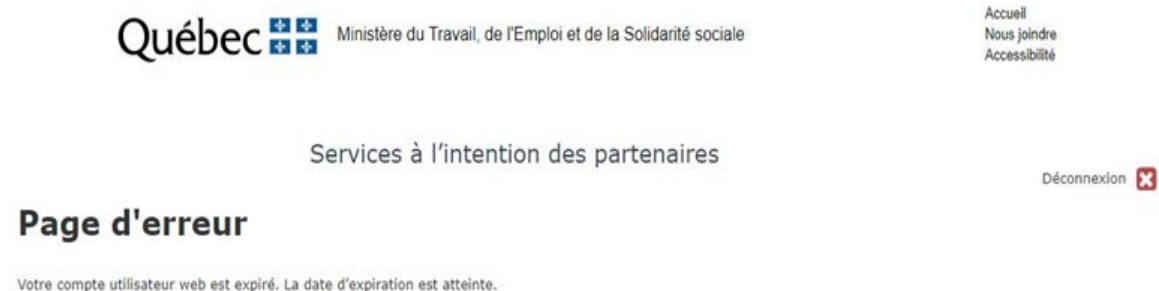 Québec
Ministère du Travail, de l'Emploi et de la Solidarité sociale
Accueil
Nous joindre
Accessibilité
Services à l’intention des partenaires
Déconnexion
Page d'erreur
Votre compte utilisateur web est expiré. La date d’expiration est atteinte.